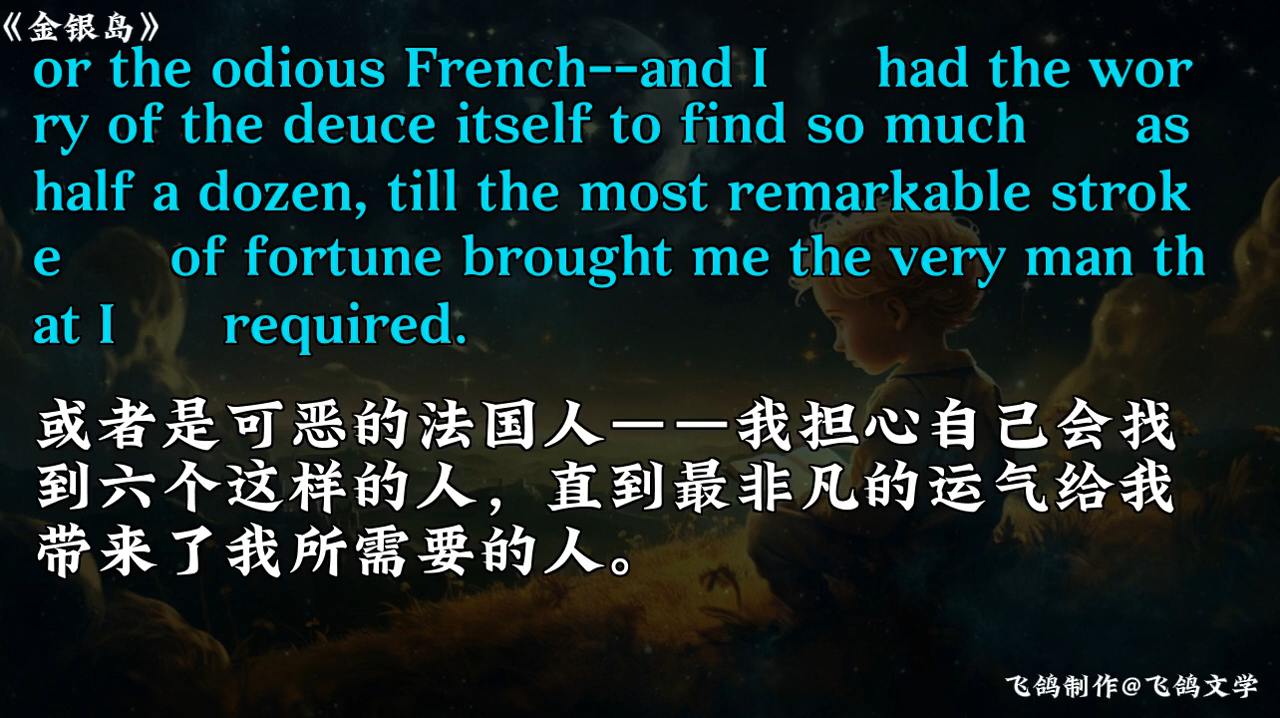 《金银岛》
or the odious French--and I had the wor
ry of the deuce itself to find so much as
half a dozen, till the most remarkable strok
e of fortune brought me the very man th
at I required.
或者是可恶的法国人——我担心自己会找
到六个这样的人，直到最非凡的运气给我
带来了我所需要的人。
飞鸽制作@飞鸽文学